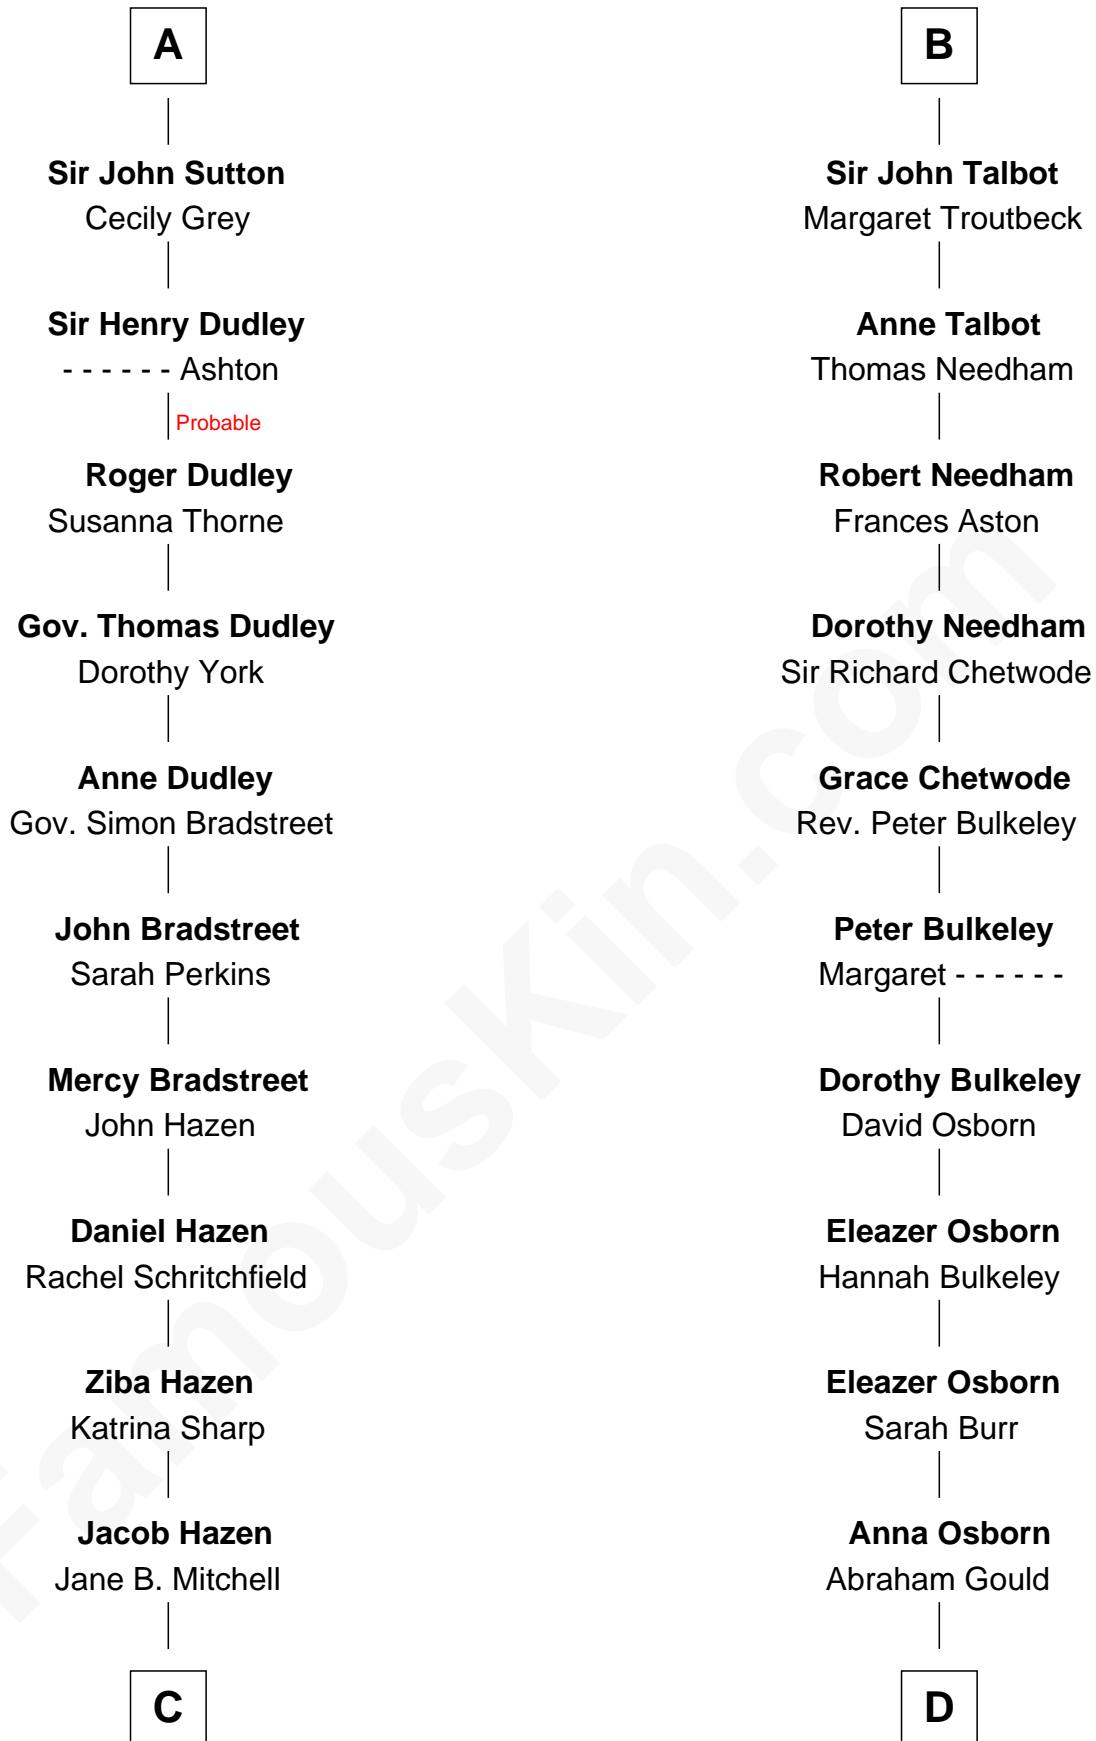 A
Sir John Sutton
Cecily Grey
Sir Henry Dudley
- - - - - - Ashton
Probable
Roger Dudley
Susanna Thorne
Gov. Thomas Dudley
Dorothy York
Anne Dudley
Gov. Simon Bradstreet
John Bradstreet
Sarah Perkins
Mercy Bradstreet
John Hazen
Daniel Hazen
Rachel Schritchfield
Ziba Hazen
Katrina Sharp
Jacob Hazen
Jane B. Mitchell
C
B
Sir John Talbot
Margaret Troutbeck
Anne Talbot
Thomas Needham
Robert Needham
Frances Aston
Dorothy Needham
Sir Richard Chetwode
Grace Chetwode
Rev. Peter Bulkeley
Peter Bulkeley
Margaret - - - - - -
Dorothy Bulkeley
David Osborn
Eleazer Osborn
Hannah Bulkeley
Eleazer Osborn
Sarah Burr
Anna Osborn
Abraham Gould
D
FamousKin.com